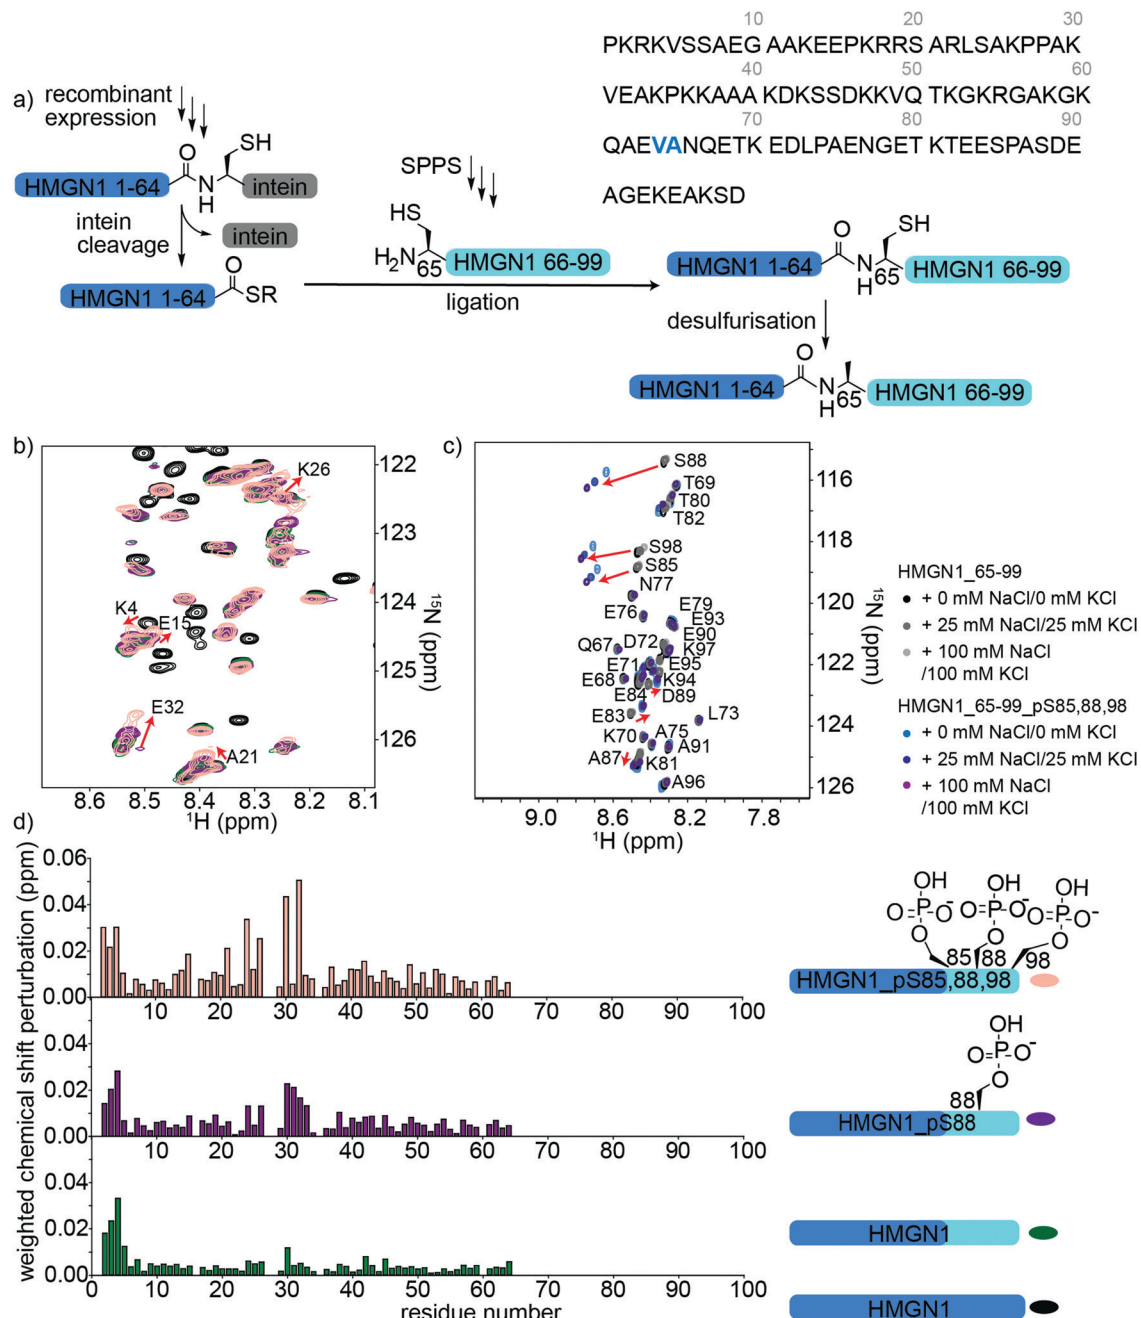 10 20 30
PKRKVSSAEG AAKEEPKRRS ARLSAKPPAK
40 50 60
VEAKPKKAAA KDKSSDKKVQ TKGKRGAKGK
70 80 90
QAEVANQETK EDLPAENGET KTEESPASDE
AGEKEAKSD
a)
recombinant
expression
O
SH
HMGN1 1-64
N
H
intein
intein
cleavage
intein
O
HMGN1 1-64
SR
SPPS
HS
H2N
65
HMGN1 66-99
ligation
O
SH
HMGN1 1-64
N
H
65
HMGN1 66-99
desulfurisation
O
HMGN1 1-64
N
H
65
HMGN1 66-99
b)
K26
K4
E15
E32
A21
122
123
124
125
126
15N (ppm)
8.6 8.5 8.4 8.3 8.2 8.1
1H (ppm)
c)
S88
T69
T80
T82
S98
S85
N77
E76
E79
E93
E90
Q67
D72
K97
E71
E95
E68
K94
E84
D89
E83
L73
K70
A75
A87
A91
K81
A96
116
118
120
122
124
126
15N (ppm)
9.0 8.6 8.2 7.8
1H (ppm)
HMGN1_65-99
+ 0 mM NaCl/0 mM KCl
+ 25 mM NaCl/25 mM KCl
+ 100 mM NaCl
/100 mM KCl
HMGN1_65-99_pS85,88,98
+ 0 mM NaCl/0 mM KCl
+ 25 mM NaCl/25 mM KCl
+ 100 mM NaCl
/100 mM KCl
d)
weighted chemical shift perturbation (ppm)
0.06
0.04
0.02
0.00
10 20 30 40 50 60 70 80 90 100
0.04
0.02
0.00
10 20 30 40 50 60 70 80 90 100
0.04
0.02
0.00
0 10 20 30 40 50 60 70 80 90 100
residue number
OH OH OH
O=P-O- O=P-O- O=P-O-
O O O
85 88 98
HMGN1_pS85,88,98
OH
O=P-O-
O
88
HMGN1_pS88
HMGN1
HMGN1